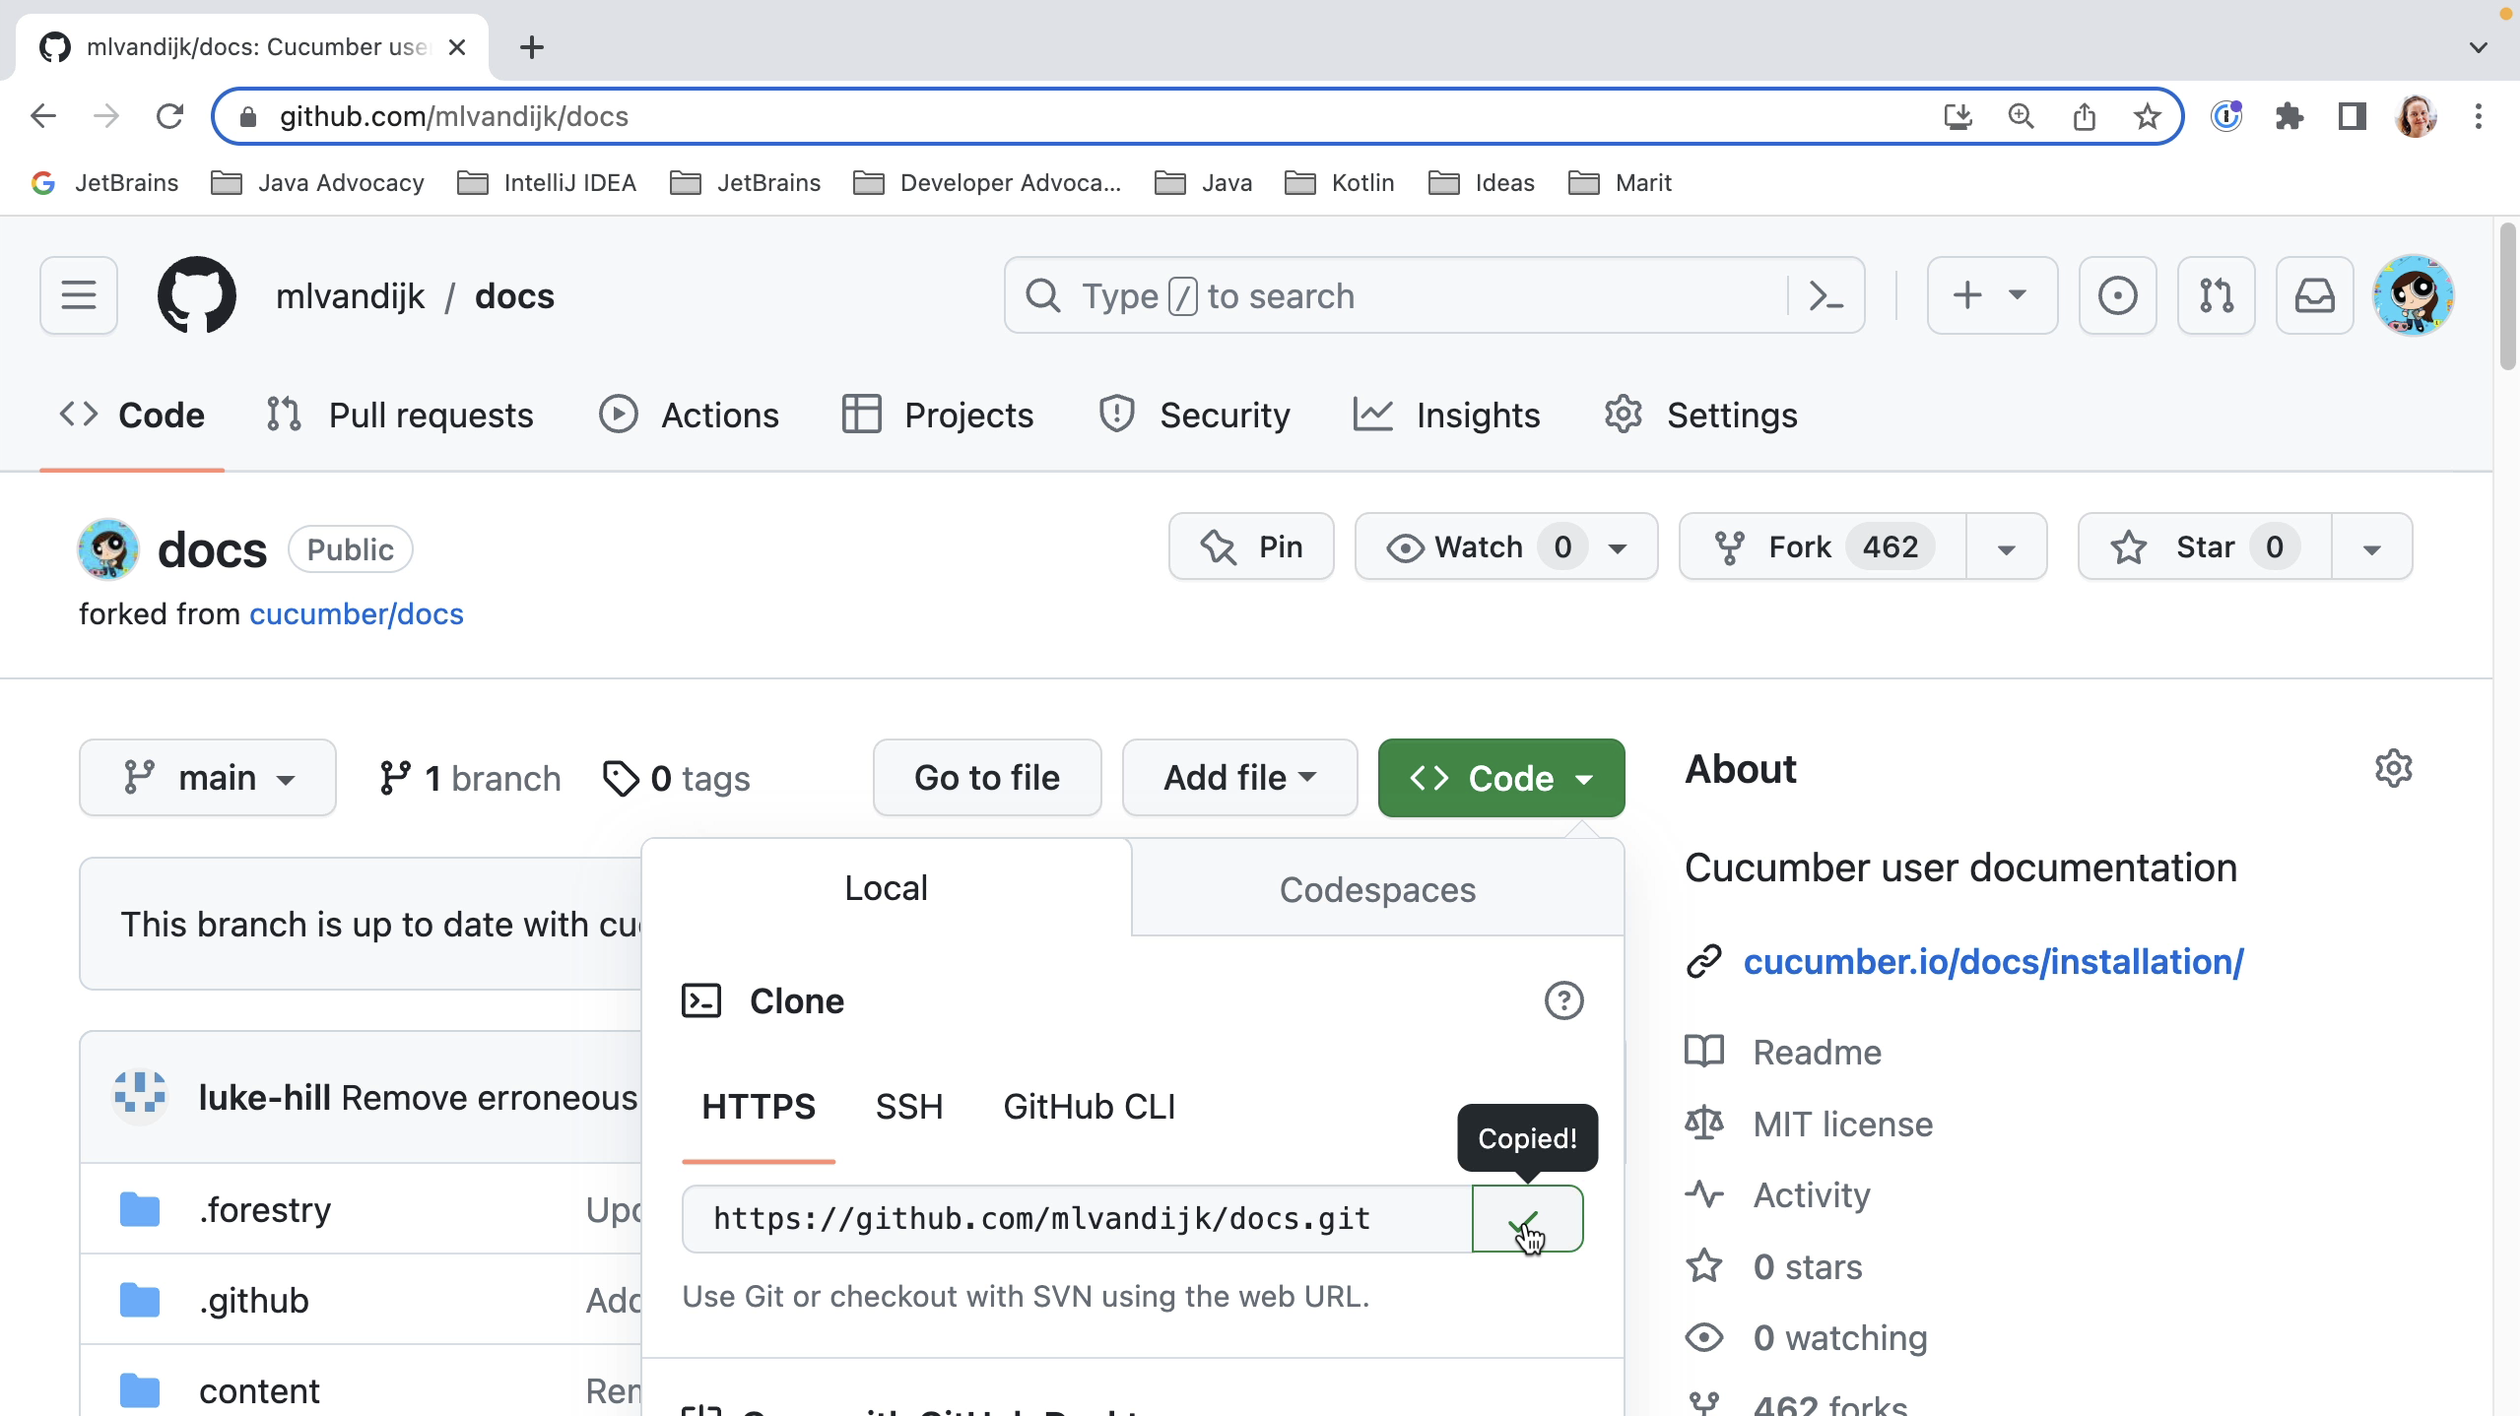 mlvandijk/docs: Cucumber use
github.com/mlvandijk/docs
JetBrains Java Advocacy IntelliJ IDEA JetBrains Developer Advoca... Java Kotlin Ideas Marit
mlvandijk / docs Type / to search
Code Pull requests Actions Projects Security Insights Settings
docs Public Pin Watch 0 Fork 462 Star 0
forked from cucumber/docs
main 1 branch 0 tags Go to file Add file Code
About
Local Codespaces
Cucumber user documentation
This branch is up to date with
cucumber.io/docs/installation/
Clone
Readme
luke-hill Remove erroneous
HTTPS SSH GitHub CLI
Copied!
MIT license
.forestry
https://github.com/mlvandijk/docs.git
Activity
Use Git or checkout with SVN using the web URL.
0 stars
.github
0 watching
content
462 forks